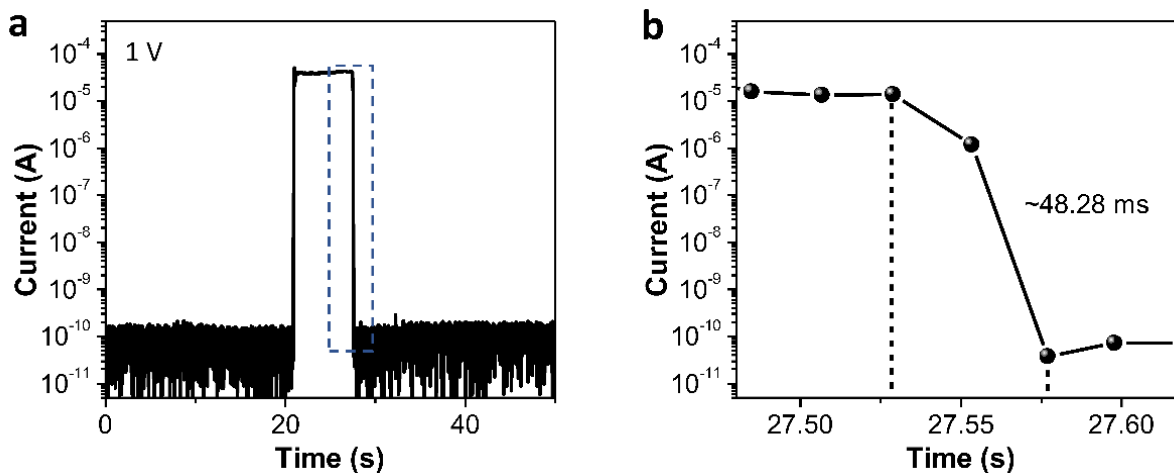 a
1 V
Current (A)
10⁻⁴
10⁻⁵
10⁻⁶
10⁻⁷
10⁻⁸
10⁻⁹
10⁻¹⁰
10⁻¹¹
0 20 40
Time (s)
b
~48.28 ms
Current (A)
10⁻⁴
10⁻⁵
10⁻⁶
10⁻⁷
10⁻⁸
10⁻⁹
10⁻¹⁰
10⁻¹¹
27.50 27.55 27.60
Time (s)